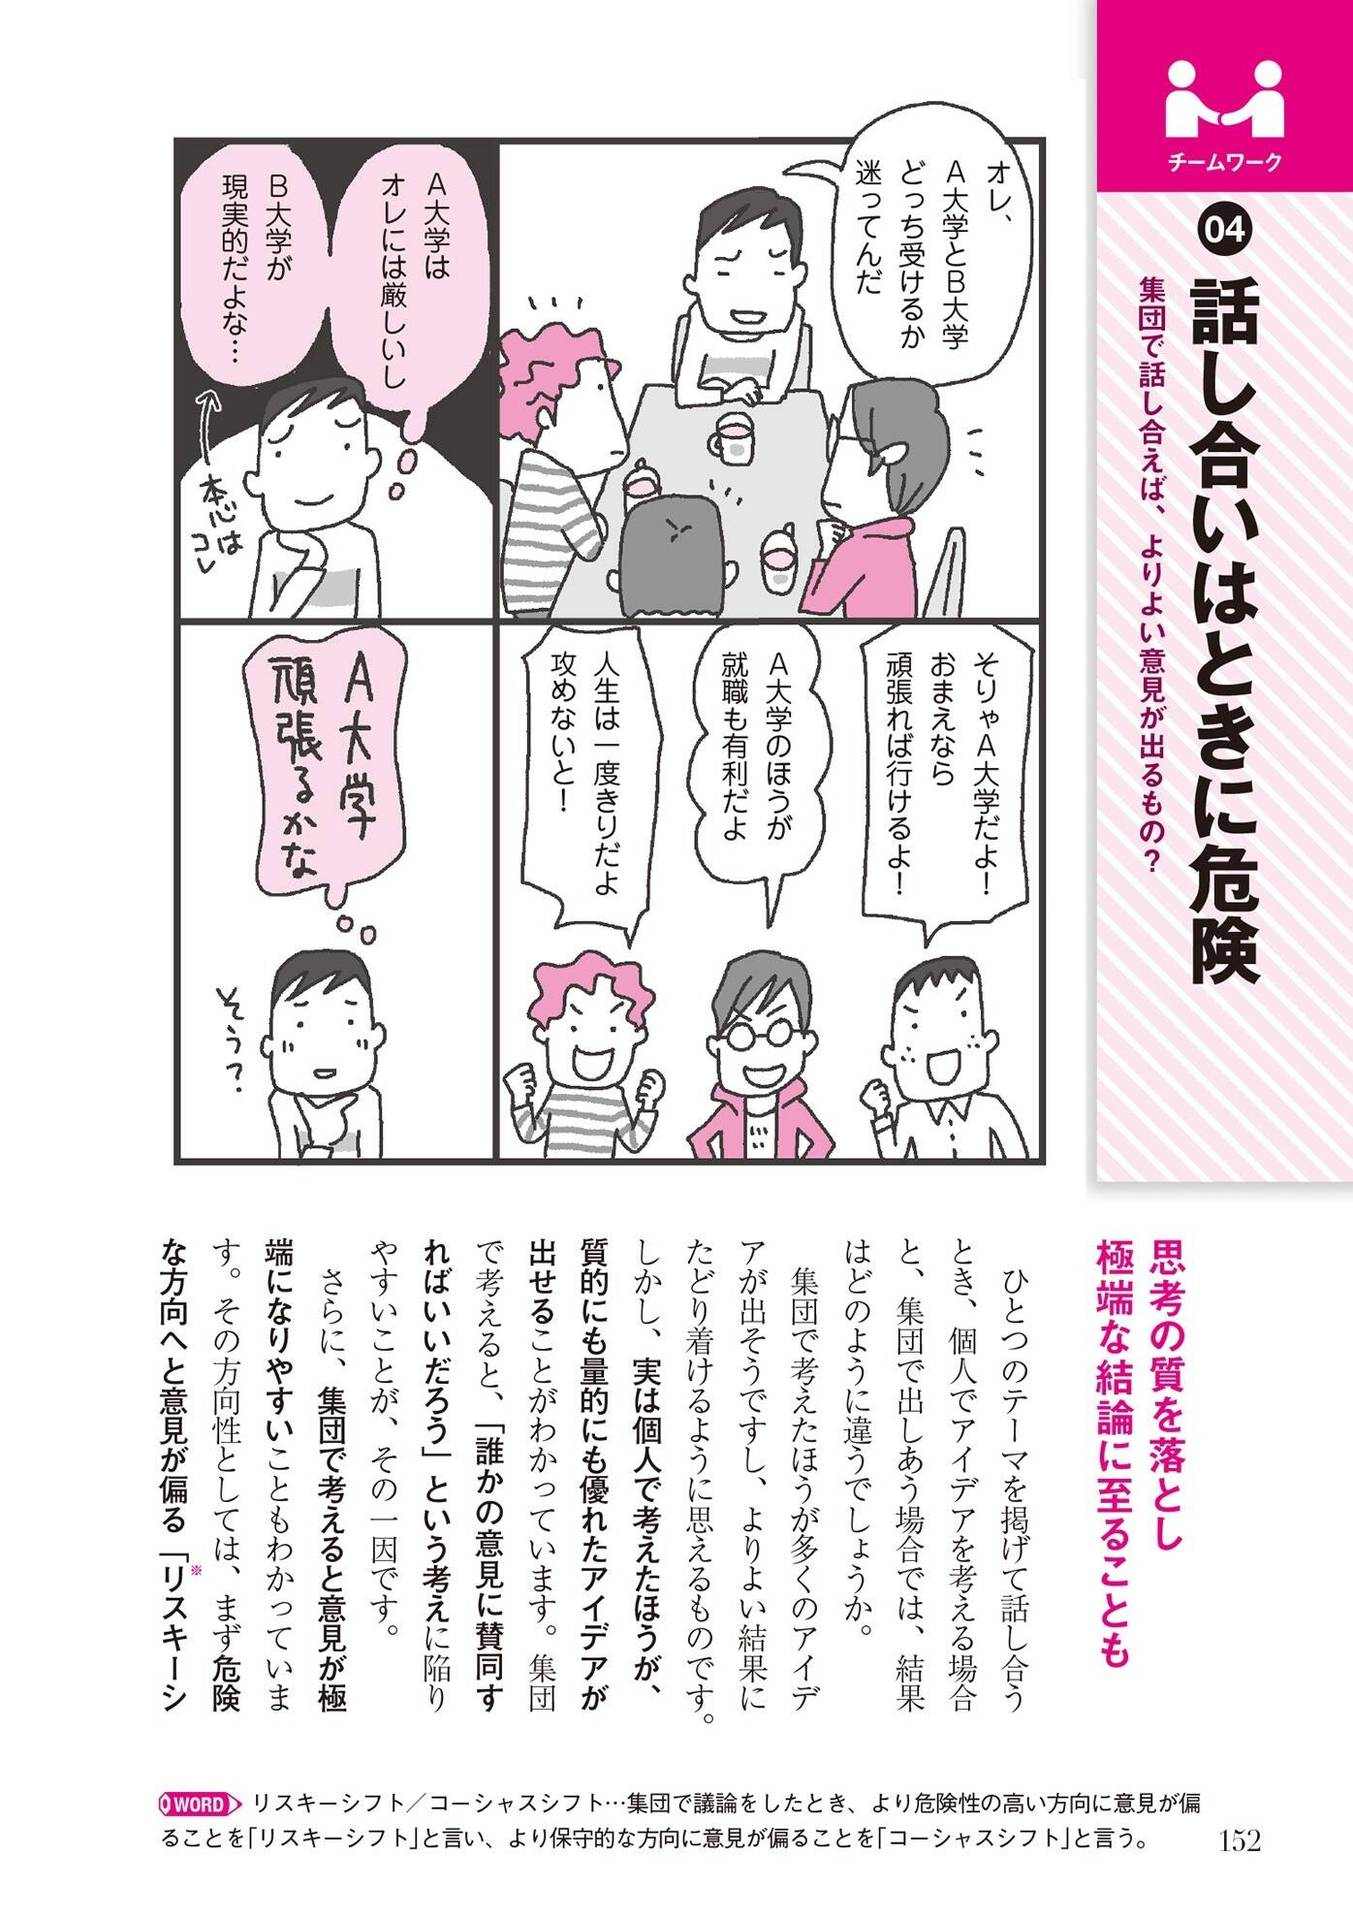 チームワーク
04
話し合いはときに危険
集団で話し合えば、よりよい意見が出るもの？
オレ、
A大学とB大学
どっち受けるか
迷ってんだ
A大学は
オレには厳しいし
B大学が
現実的だよな…
本心は
コレ
そりゃA大学だよ！
おまえなら
頑張れば行けるよ！
A大学のほうが
就職も有利だよ
人生は一度きりだよ
攻めないと！
A大学
頑張るかな
そう？
思考の質を落とし
極端な結論に至ることも
ひとつのテーマを掲げて話し合う
とき、個人でアイデアを考える場合
と、集団で出しあう場合では、結果
はどのように違うでしょうか。
集団で考えたほうが多くのアイデ
アが出そうですし、よりよい結果に
たどり着けるように思えるものです。
しかし、実は個人で考えたほうが、
質的にも量的にも優れたアイデアが
出せることがわかっています。集団
で考えると、「誰かの意見に賛同す
ればいいだろう」という考えに陥り
やすいことが、その一因です。
さらに、集団で考えると意見が極
端になりやすいこともわかっていま
す。その方向性としては、まず危険
な方向へと意見が偏る「リスキーシ
※
WORD リスキーシフト／コーシャスシフト…集団で議論をしたとき、より危険性の高い方向に意見が偏
ることを「リスキーシフト」と言い、より保守的な方向に意見が偏ることを「コーシャスシフト」と言う。
152